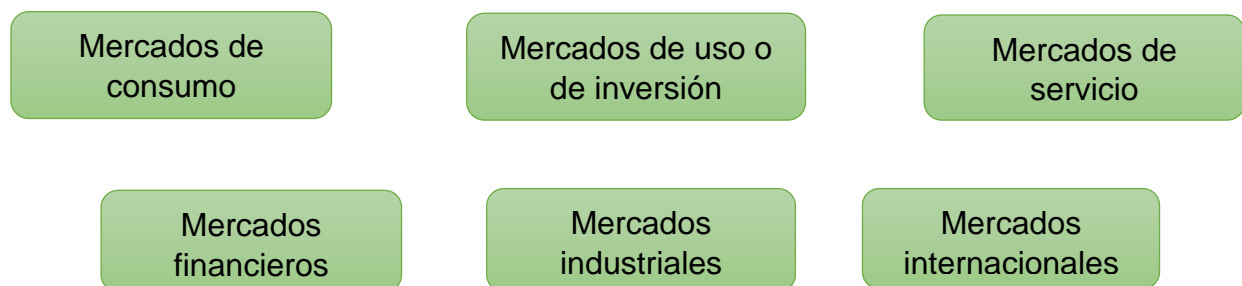 Mercados de
consumo
Mercados de uso o
de inversión
Mercados de
servicio
Mercados
financieros
Mercados
industriales
Mercados
internacionales